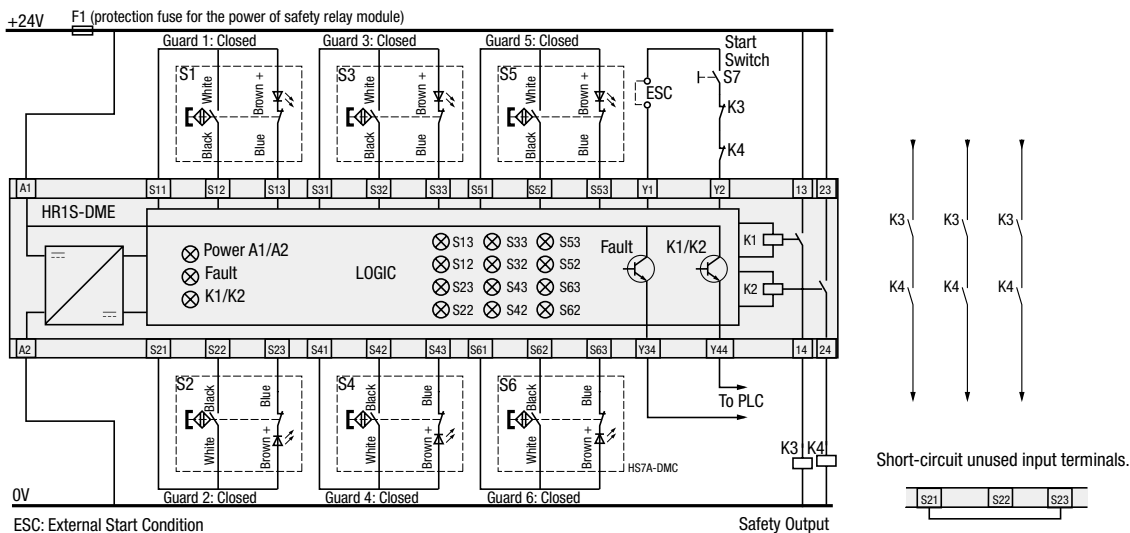 +24V
F1 (protection fuse for the power of safety relay module)
Guard 1: Closed
Guard 3: Closed
Guard 5: Closed
Start
Switch
S1
White
Brown +
S3
White
Brown +
S5
White
Brown +
ESC
S7
K3
Black
Blue
Black
Blue
Black
Blue
K4
A1
S11
S12
S13
S31
S32
S33
S51
S52
S53
Y1
Y2
13
23
HR1S-DME
Power A1/A2
Fault
K1/K2
LOGIC
S13
S33
S53
S12
S32
S52
S23
S43
S63
S22
S42
S62
Fault
K1/K2
K1
K2
A2
S21
S22
S23
S41
S42
S43
S61
S62
S63
Y34
Y44
14
24
S2
Black
Blue
S4
Black
Blue
S6
Black
Blue
To PLC
White
Brown +
White
Brown +
White
Brown +
HS7A-DMC
K3
K4
0V
Guard 2: Closed
Guard 4: Closed
Guard 6: Closed
ESC: External Start Condition
Safety Output
K3
K3
K3
K4
K4
K4
Short-circuit unused input terminals.
S21
S22
S23